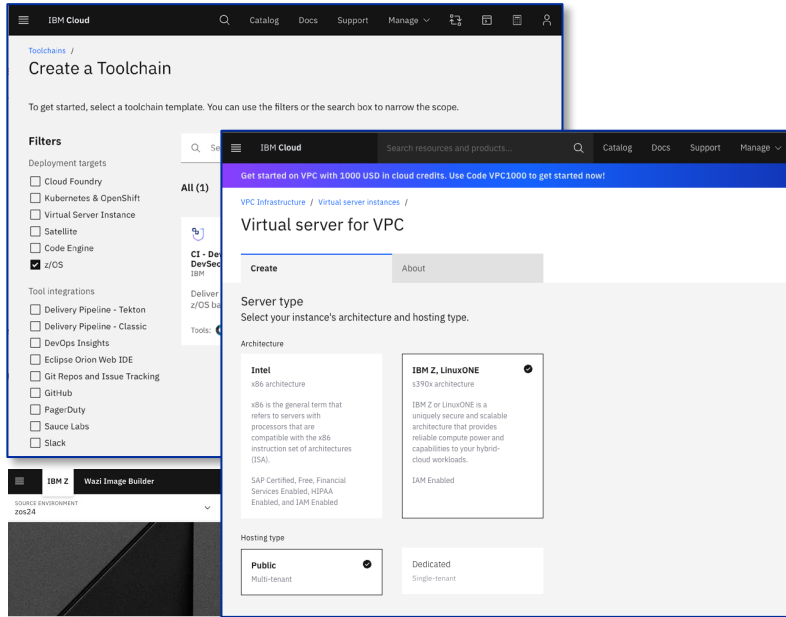 IBM Cloud
Catalog Docs Support Manage
Toolchains /
Create a Toolchain
To get started, select a toolchain template. You can use the filters or the search box to narrow the scope.
Filters
Deployment targets
Cloud Foundry
Kubernetes & OpenShift
Virtual Server Instance
Satellite
Code Engine
z/OS
Tool integrations
Delivery Pipeline - Tekton
Delivery Pipeline - Classic
DevOps Insights
Eclipse Orion Web IDE
Git Repos and Issue Tracking
GitHub
PagerDuty
Sauce Labs
Slack
All (1)
IBM
Deliver
Tools:
IBM Cloud
Search resources and products...
Catalog Docs Support Manage
Get started on VPC with 1000 USD in cloud credits. Use Code VPC1000 to get started now!
VPC Infrastructure / Virtual server instances /
Virtual server for VPC
Create
About
Server type
Select your instance's architecture and hosting type.
Architecture
Intel
x86 architecture
x86 is the general term that
refers to servers with
processors that are
compatible with the x86
instruction set of architectures
(ISA).
SAP Certified, Free, Financial
Services Enabled, HIPAA
Enabled, and IAM Enabled
IBM Z, LinuxONE
s390x architecture
IBM Z or LinuxONE is a
uniquely secure and scalable
architecture that provides
reliable compute power and
capabilities to your hybrid-
cloud workloads.
IAM Enabled
Hosting type
Public
Multi-tenant
Dedicated
Single-tenant
IBM Z Wazi Image Builder
SOURCE ENVIRONMENT
zos24